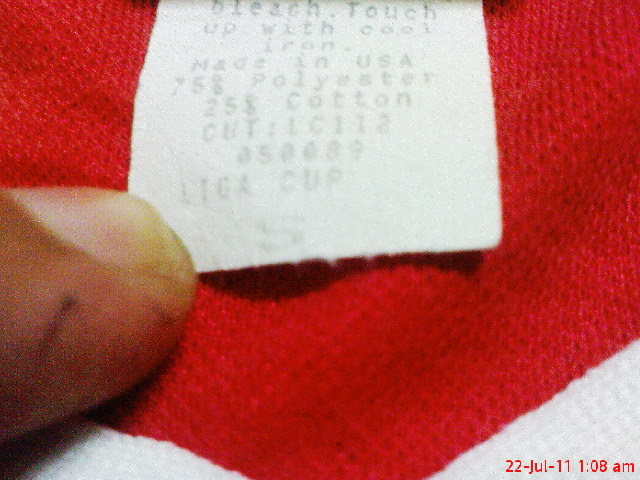 bleach. Touch
up with cool
iron.
Made in USA
75% Polyester
25% Cotton
CUT: LC112
050089
LIGA CUP
22-Jul-11 1:08 am